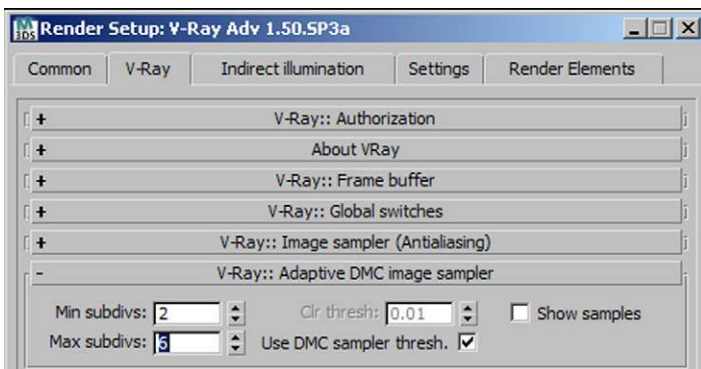 Render Setup: V-Ray Adv 1.50.SP3a
Common V-Ray Indirect illumination Settings Render Elements
+ V-Ray:: Authorization
+ About VRay
+ V-Ray:: Frame buffer
+ V-Ray:: Global switches
+ V-Ray:: Image sampler (Antialiasing)
- V-Ray:: Adaptive DMC image sampler
Min subdivs: 2 Clr thresh: 0.01 Show samples
Max subdivs: 6 Use DMC sampler thresh.